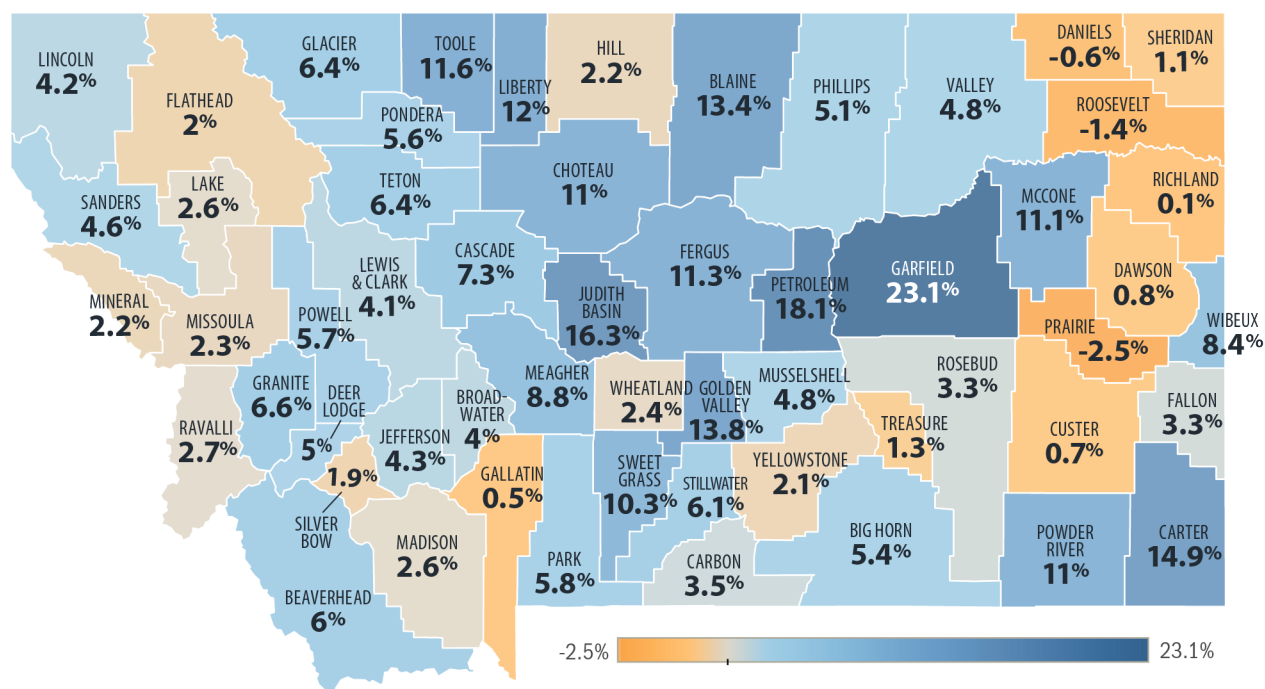 LINCOLN
4.2%
FLATHEAD
2%
GLACIER
6.4%
TOOLE
11.6%
LIBERTY
12%
HILL
2.2%
BLAINE
13.4%
PHILLIPS
5.1%
VALLEY
4.8%
DANIELS
-0.6%
SHERIDAN
1.1%
ROOSEVELT
-1.4%
PONDERA
5.6%
TETON
6.4%
CHOTEAU
11%
SANDERS
4.6%
LAKE
2.6%
MCCONE
11.1%
RICHLAND
0.1%
CASCADE
7.3%
LEWIS
& CLARK
4.1%
FERGUS
11.3%
PETROLEUM
18.1%
GARFIELD
23.1%
DAWSON
0.8%
JUDITH
BASIN
16.3%
MINERAL
2.2%
MISSOULA
2.3%
POWELL
5.7%
PRAIRIE
-2.5%
WIBEUX
8.4%
GRANITE
6.6%
DEER
LODGE
5%
MEAGHER
8.8%
WHEATLAND
2.4%
GOLDEN
VALLEY
13.8%
MUSSELSHELL
4.8%
ROSEBUD
3.3%
BROAD-
WATER
4%
FALLON
3.3%
RAVALLI
2.7%
JEFFERSON
4.3%
TREASURE
1.3%
CUSTER
0.7%
1.9%
SILVER
BOW
GALLATIN
0.5%
SWEET
GRASS
10.3%
STILLWATER
6.1%
YELLOWSTONE
2.1%
MADISON
2.6%
PARK
5.8%
CARBON
3.5%
BIG HORN
5.4%
POWDER
RIVER
11%
CARTER
14.9%
BEAVERHEAD
6%
-2.5%
23.1%